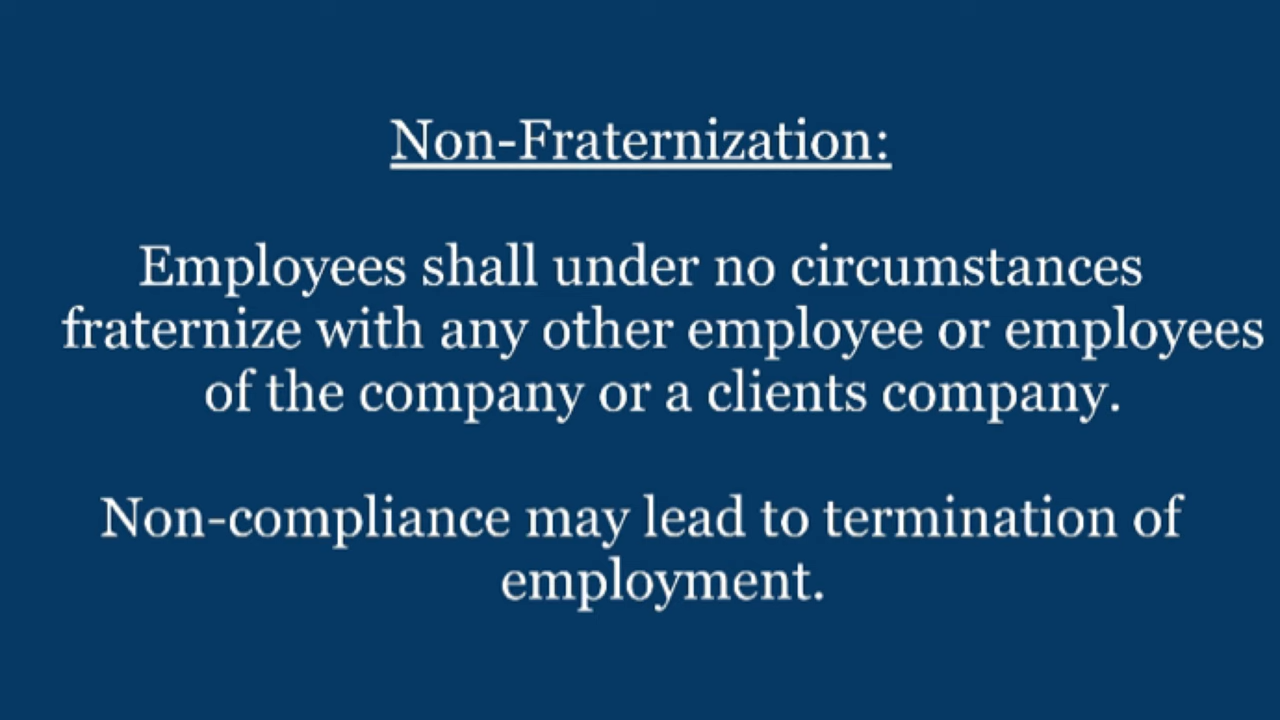 Non-Fraternization:
Employees shall under no circumstances
fraternize with any other employee or employees
of the company or a clients company.
Non-compliance may lead to termination of
employment.